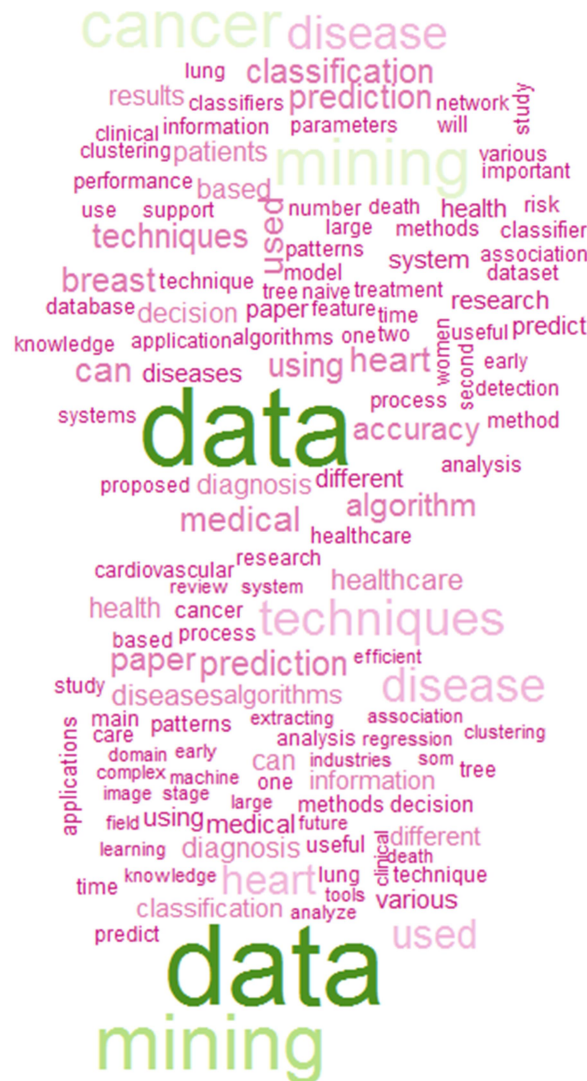 cancer disease
lung classification
results classifiers prediction network study
clinical information parameters will
clustering patients mining various
important
performance based
use support used number death health risk
techniques large methods classifier
patterns system association
breast technique model dataset
tree naive treatment research
database decision paper feature time
knowledge application algorithms one two women useful predict
can diseases using heart second early
process detection
systems data accuracy method
proposed diagnosis different analysis
medical algorithm
healthcare
research
cardiovascular
review system healthcare
health cancer techniques
based process
paper prediction efficient
study diseases algorithms disease
applications main patterns extracting association
care analysis regression clustering
domain early can industries som tree
complex machine one information
image stage large methods decision
field using medical future
learning diagnosis useful clinical different
death
time knowledge heart lung technique
tools various
classification analyze
predict data used
mining